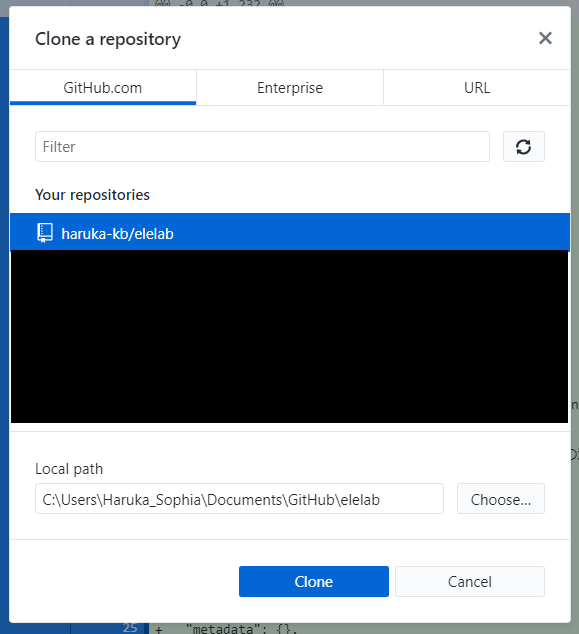 @@ -0,0 +1,232 @@
Clone a repository
GitHub.com
Enterprise
URL
Filter
Your repositories
haruka-kb/elelab
Local path
C:\Users\Haruka_Sophia\Documents\GitHub\elelab
Choose...
Clone
Cancel
25 + "metadata": {},